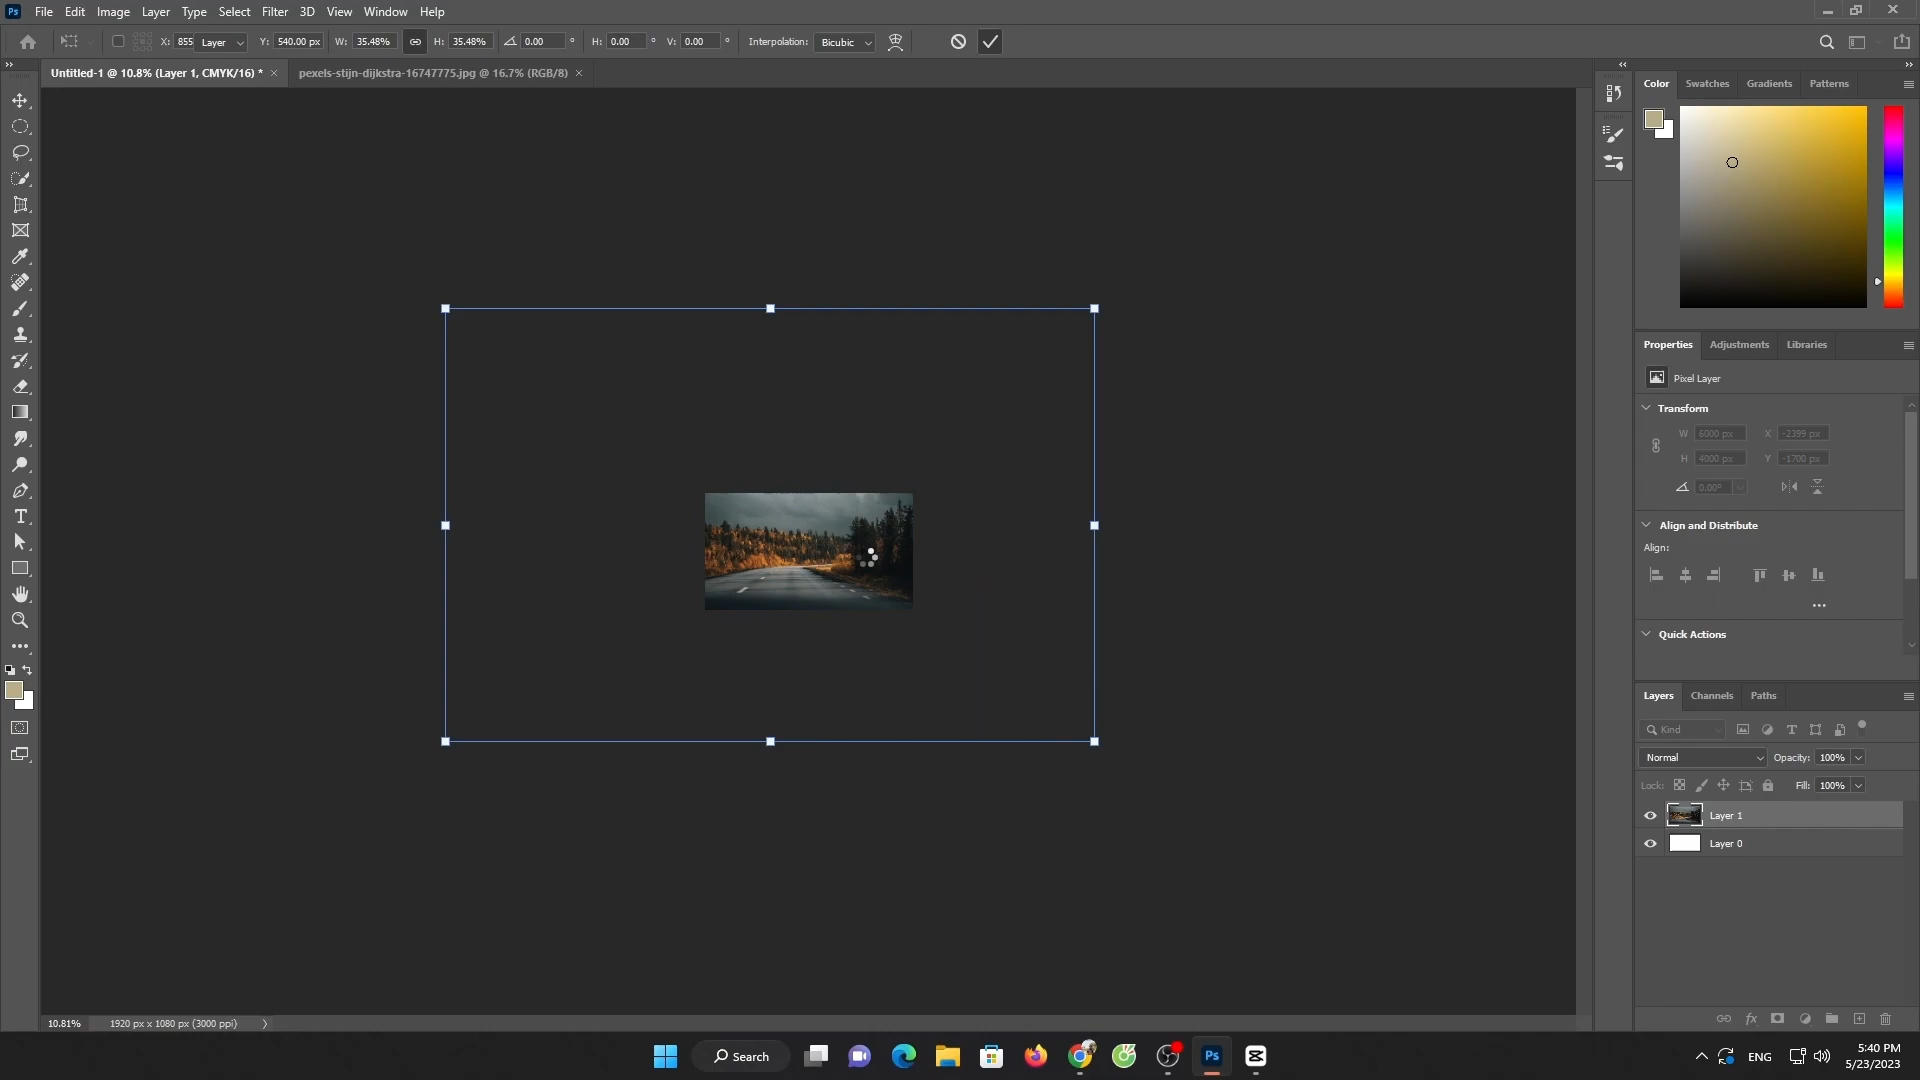 Ps File Edit Image Layer Type Select Filter 3D View Window Help
X: 855 Layer Y: 540.00 px W: 35.48% H: 35.48% 0.00 ° H: 0.00 ° V: 0.00 ° Interpolation: Bicubic
Untitled-1 @ 10.8% (Layer 1, CMYK/16) * × pexels-stijn-dijkstra-16747775.jpg @ 16.7% (RGB/8) ×
Color Swatches Gradients Patterns
Properties Adjustments Libraries
Pixel Layer
Transform
W 6000 px X -2399 px
H 4000 px Y -1700 px
0.00°
Align and Distribute
Align:
Quick Actions
Layers Channels Paths
Kind
Normal Opacity: 100%
Lock: Fill: 100%
Layer 1
Layer 0
10.81% 1920 px x 1080 px (3000 ppi)
Search Ps ENG 5:40 PM
5/23/2023